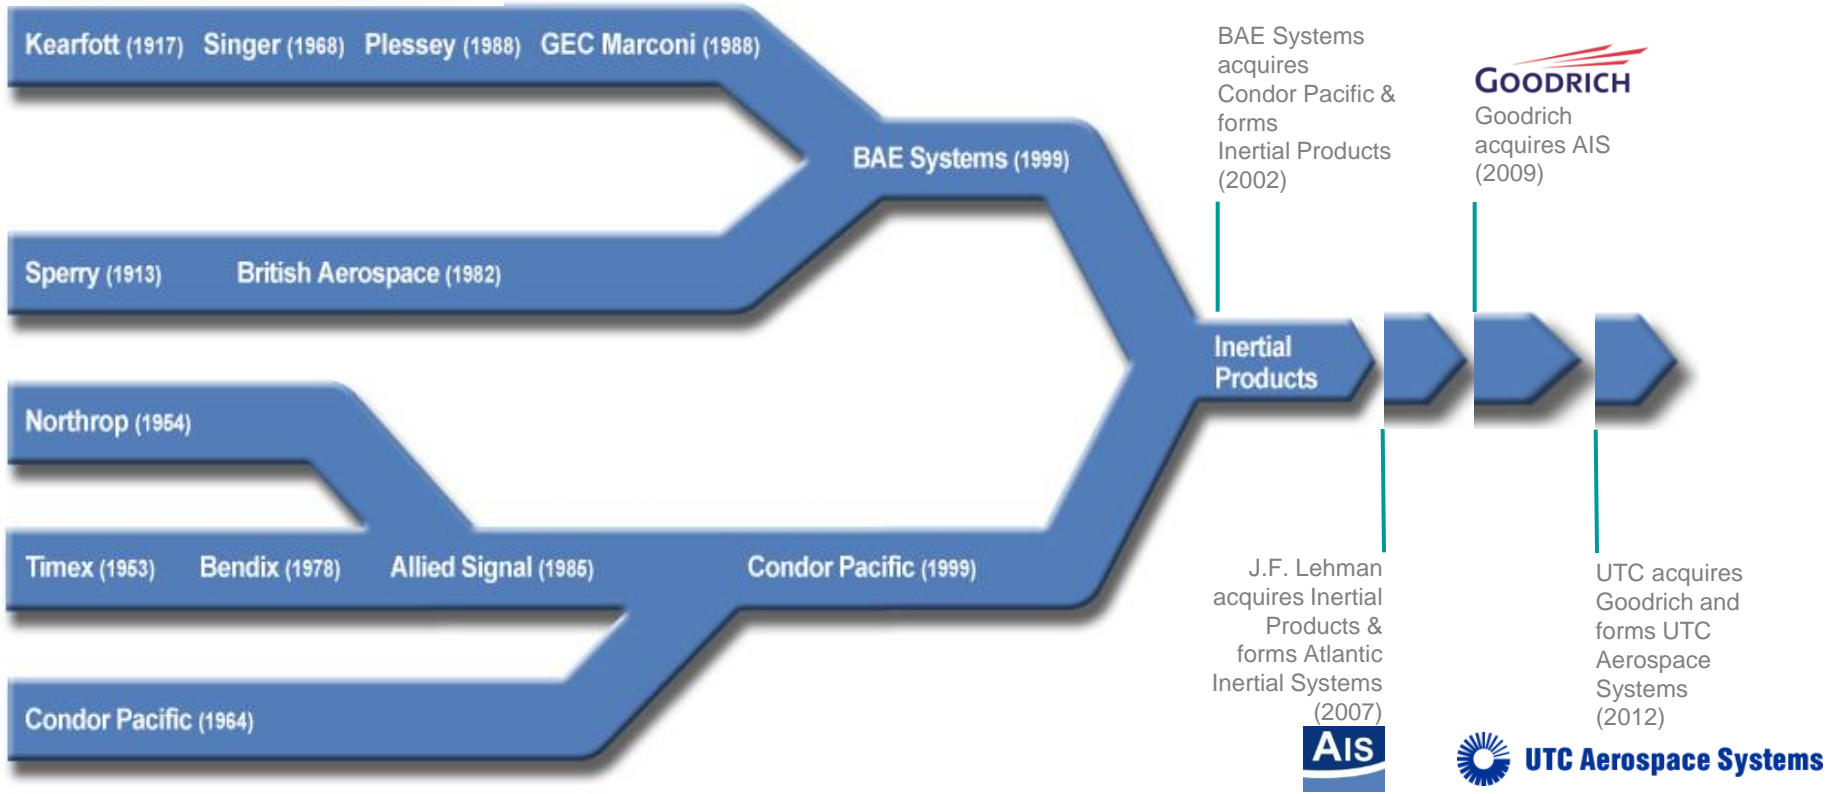 Kearfott (1917) Singer (1968) Plessey (1988) GEC Marconi (1988)
BAE Systems (1999)
Sperry (1913) British Aerospace (1982)
Northrop (1954)
Timex (1953) Bendix (1978) Allied Signal (1985) Condor Pacific (1999)
Condor Pacific (1964)
Inertial
Products
BAE Systems
acquires
Condor Pacific &
forms
Inertial Products
(2002)
GOODRICH
Goodrich
acquires AIS
(2009)
J.F. Lehman
acquires Inertial
Products &
forms Atlantic
Inertial Systems
(2007)
AIS
UTC acquires
Goodrich and
forms UTC
Aerospace
Systems
(2012)
UTC Aerospace Systems